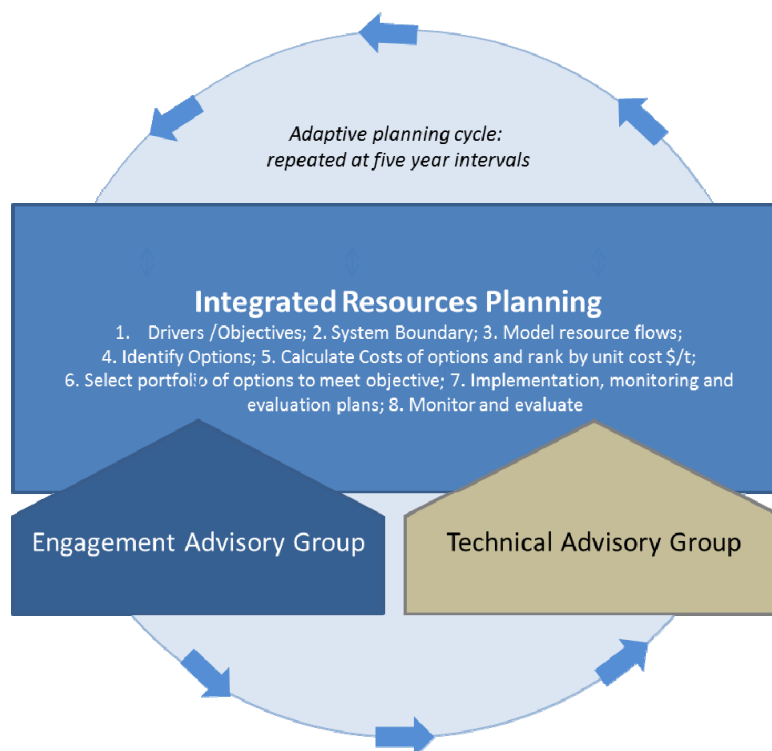 Adaptive planning cycle:
repeated at five year intervals
Integrated Resources Planning
1. Drivers /Objectives; 2. System Boundary; 3. Model resource flows;
4. Identify Options; 5. Calculate Costs of options and rank by unit cost $/t;
6. Select portfolio of options to meet objective; 7. Implementation, monitoring and
evaluation plans; 8. Monitor and evaluate
Engagement Advisory Group
Technical Advisory Group